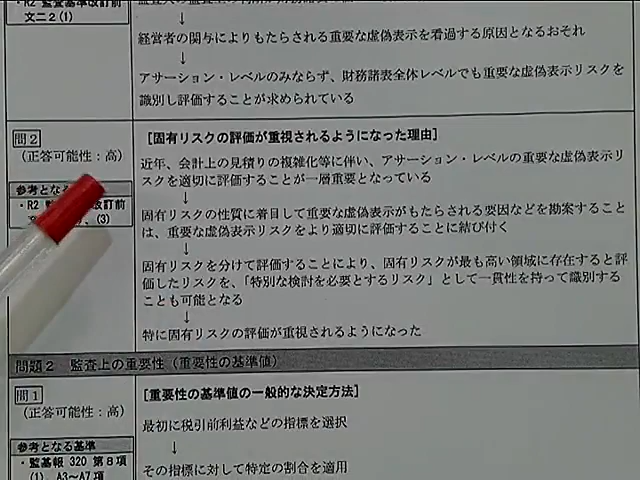 ・R2 監査基準改訂前
文二2(1)
↓
経営者の関与によりもたらされる重要な虚偽表示を看過する原因となるおそれ
↓
アサーション・レベルのみならず、財務諸表全体レベルでも重要な虚偽表示リスクを
識別し評価することが求められている
問2
(正答可能性:高)
参考となる
・R2 監 改訂前
、(3)
[固有リスクの評価が重視されるようになった理由]
近年、会計上の見積りの複雑化等に伴い、アサーション・レベルの重要な虚偽表示リ
スクを適切に評価することが一層重要となっている
↓
固有リスクの性質に着目して重要な虚偽表示がもたらされる要因などを勘案すること
は、重要な虚偽表示リスクをより適切に評価することに結び付く
↓
固有リスクを分けて評価することにより、固有リスクが最も高い領域に存在すると評
価したリスクを、「特別な検討を必要とするリスク」として一貫性を持って識別する
ことも可能となる
↓
特に固有リスクの評価が重視されるようになった
問題2 監査上の重要性(重要性の基準値)
問1
(正答可能性:高)
参考となる基準
・監基報 320 第8項
(1)、A3~A7項
[重要性の基準値の一般的な決定方法]
最初に税引前利益などの指標を選択
↓
その指標に対して特定の割合を適用